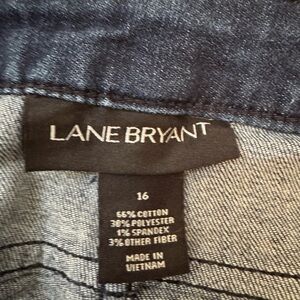 LANE BRYANT
16
66% COTTON
30% POLYESTER
1% SPANDEX
3% OTHER FIBER
MADE IN
VIETNAM